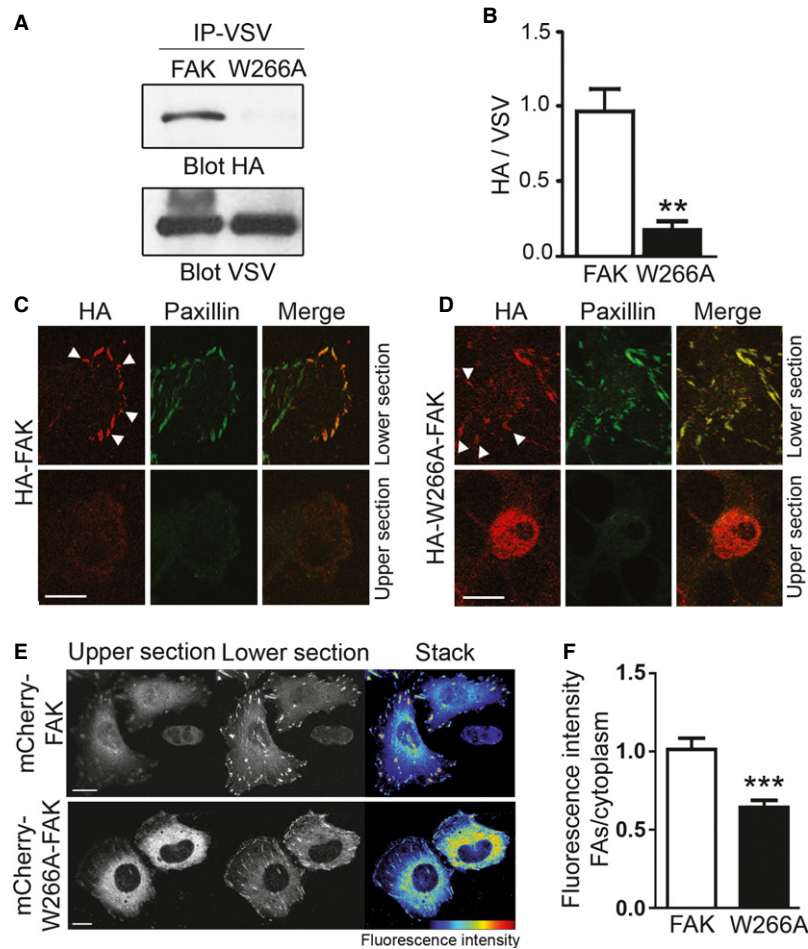 A
IP-VSV
FAK W266A
Blot HA
Blot VSV
B
HA / VSV
1.5
1.0
0.5
0.0
**
FAK W266A
C
HA Paxillin Merge
HA-FAK
Lower section
Upper section
D
HA Paxillin Merge
HA-W266A-FAK
Lower section
Upper section
E
Upper section Lower section Stack
mCherry-
FAK
mCherry-
W266A-FAK
Fluorescence intensity
F
Fluorescence intensity
FAs/cytoplasm
1.5
1.0
0.5
0.0
***
FAK W266A